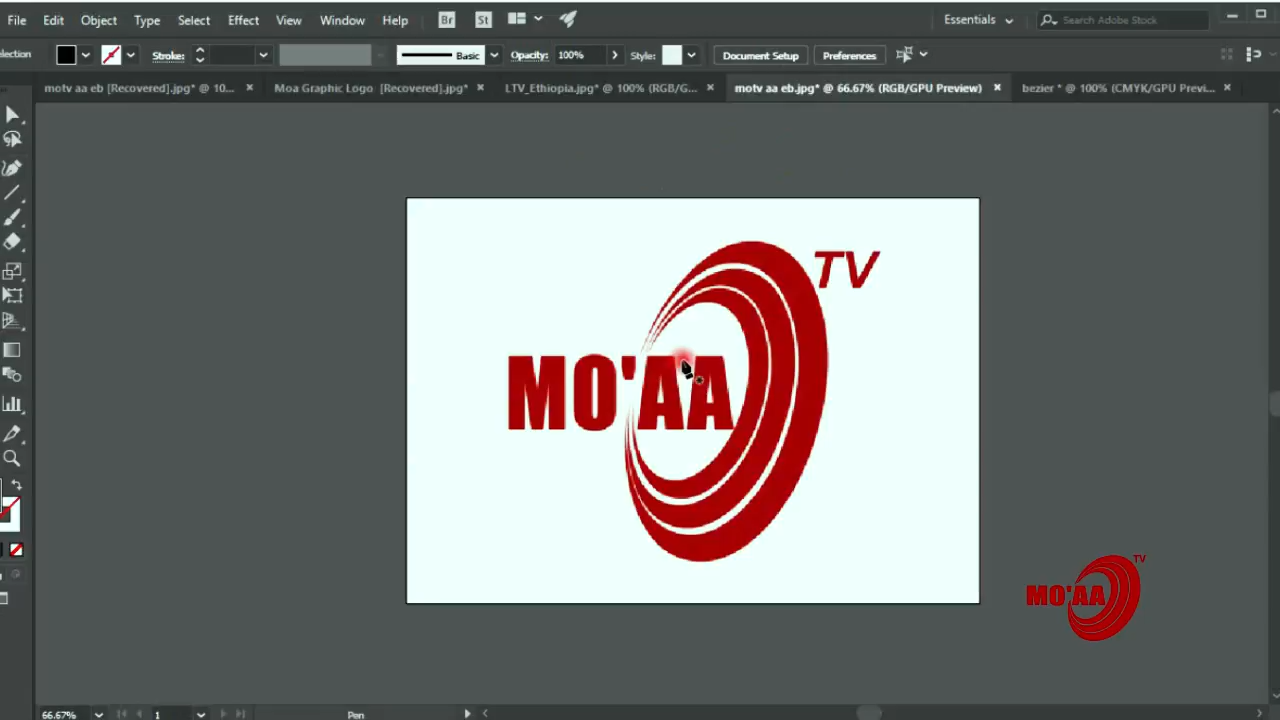 File Edit Object Type Select Effect View Window Help Br St Essentials Search Adobe Stock
election Stroke: Basic Opacity: 100% Style: Document Setup Preferences
motv aa eb [Recovered].jpg* @ 10... × Moa Graphic Logo [Recovered].jpg* × LTV_Ethiopia.jpg* @ 100% (RGB/G... × motv aa eb.jpg* @ 66.67% (RGB/GPU Preview) × bezier * @ 100% (CMYK/GPU Previ... ×
TV
MO'AA
TV
MO'AA
66.67% 1 Pen